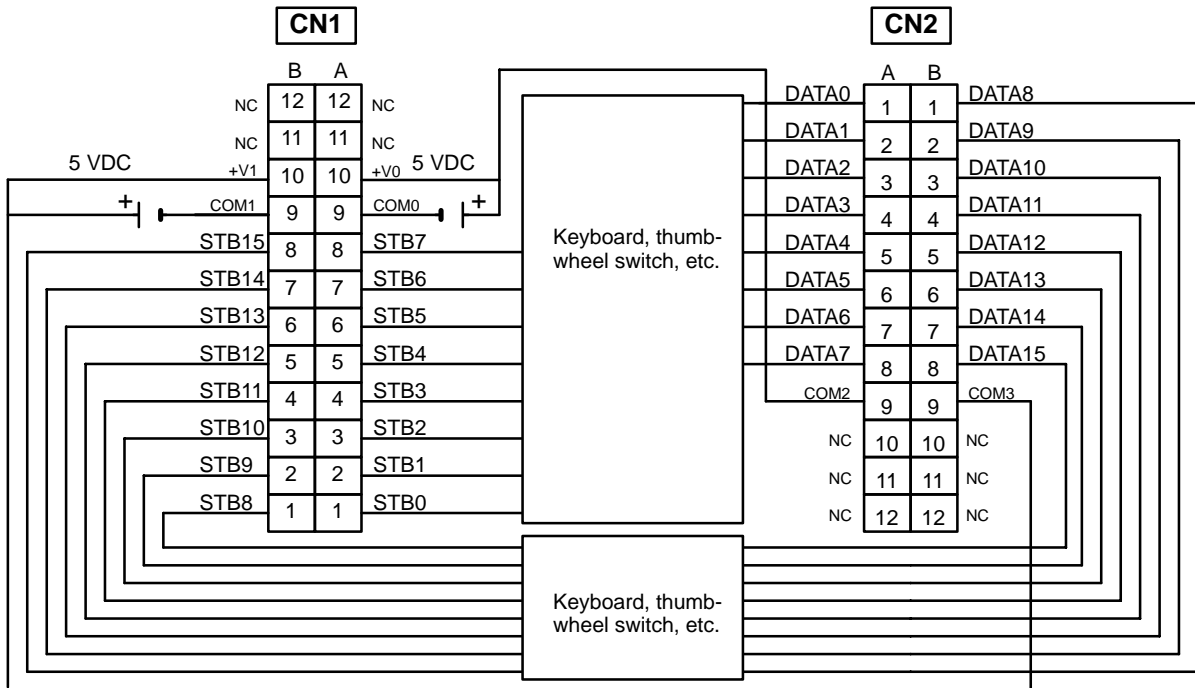 CN1
CN2
B A
A B
NC 12 12 NC
DATA0 1 1 DATA8
NC 11 11 NC
DATA1 2 2 DATA9
5 VDC +V1 10 10 +V0 5 VDC
DATA2 3 3 DATA10
+ COM1 9 9 COM0 +
DATA3 4 4 DATA11
STB15 8 8 STB7
Keyboard, thumb-
wheel switch, etc.
DATA4 5 5 DATA12
STB14 7 7 STB6
DATA5 6 6 DATA13
STB13 6 6 STB5
DATA6 7 7 DATA14
STB12 5 5 STB4
DATA7 8 8 DATA15
STB11 4 4 STB3
COM2 9 9 COM3
STB10 3 3 STB2
NC 10 10 NC
STB9 2 2 STB1
NC 11 11 NC
STB8 1 1 STB0
NC 12 12 NC
Keyboard, thumb-
wheel switch, etc.